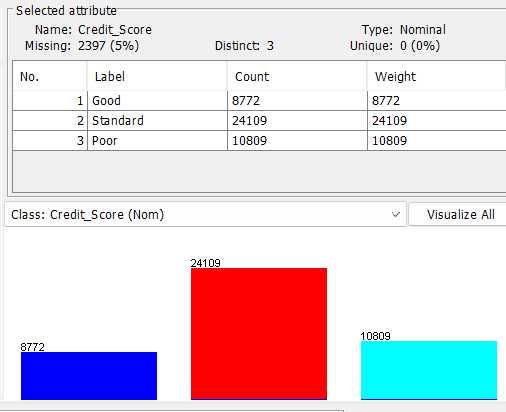 Selected attribute
Name: Credit_Score Type: Nominal
Missing: 2397 (5%) Distinct: 3 Unique: 0 (0%)
No. Label Count Weight
1 Good 8772 8772
2 Standard 24109 24109
3 Poor 10809 10809
Class: Credit_Score (Nom) Visualize All
24109
10809
8772